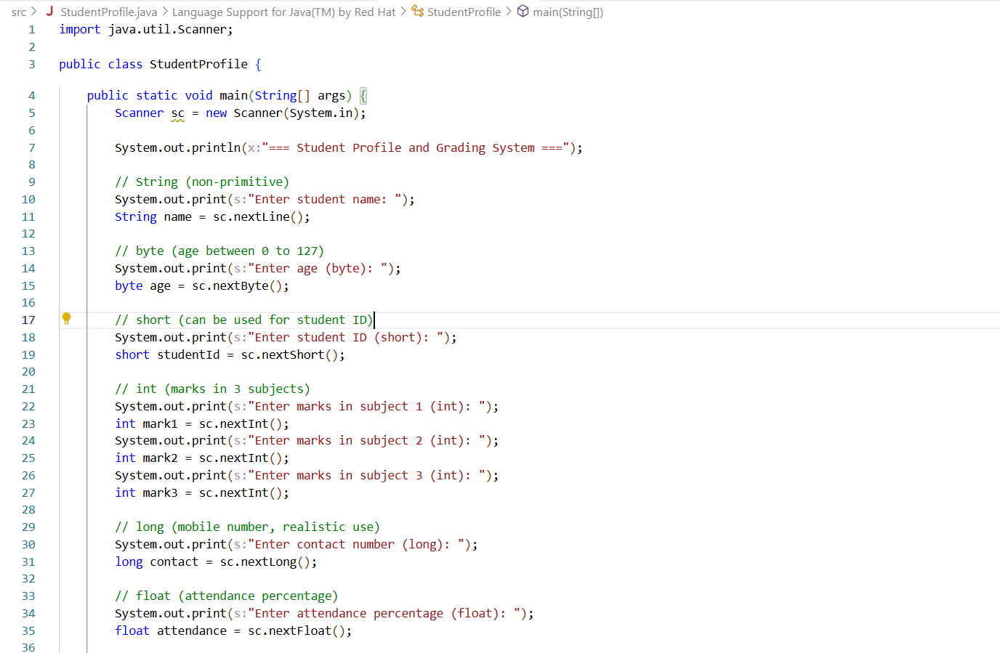 src > J StudentProfile.java > Language Support for Java(TM) by Red Hat > StudentProfile > main(String[])
1 import java.util.Scanner;
2
3 public class StudentProfile {
4 public static void main(String[] args) {
5 Scanner sc = new Scanner(System.in);
6
7 System.out.println(x:"=== Student Profile and Grading System ===");
8
9 // String (non-primitive)
10 System.out.print(s:"Enter student name: ");
11 String name = sc.nextLine();
12
13 // byte (age between 0 to 127)
14 System.out.print(s:"Enter age (byte): ");
15 byte age = sc.nextByte();
16
17 // short (can be used for student ID)
18 System.out.print(s:"Enter student ID (short): ");
19 short studentId = sc.nextShort();
20
21 // int (marks in 3 subjects)
22 System.out.print(s:"Enter marks in subject 1 (int): ");
23 int mark1 = sc.nextInt();
24 System.out.print(s:"Enter marks in subject 2 (int): ");
25 int mark2 = sc.nextInt();
26 System.out.print(s:"Enter marks in subject 3 (int): ");
27 int mark3 = sc.nextInt();
28
29 // long (mobile number, realistic use)
30 System.out.print(s:"Enter contact number (long): ");
31 long contact = sc.nextLong();
32
33 // float (attendance percentage)
34 System.out.print(s:"Enter attendance percentage (float): ");
35 float attendance = sc.nextFloat();
36